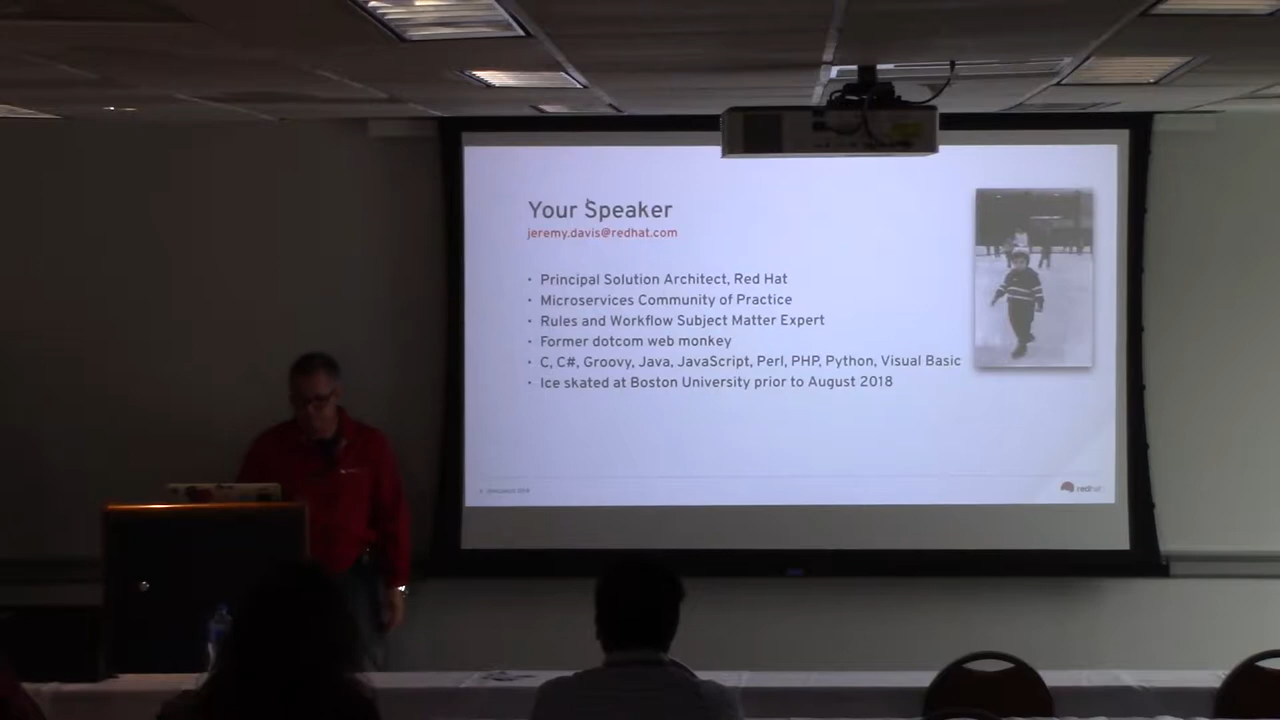 Your Speaker
jeremy.davis@redhat.com
• Principal Solution Architect, Red Hat
• Microservices Community of Practice
• Rules and Workflow Subject Matter Expert
• Former dotcom web monkey
• C, C#, Groovy, Java, JavaScript, Perl, PHP, Python, Visual Basic
• Ice skated at Boston University prior to August 2018
redhat.